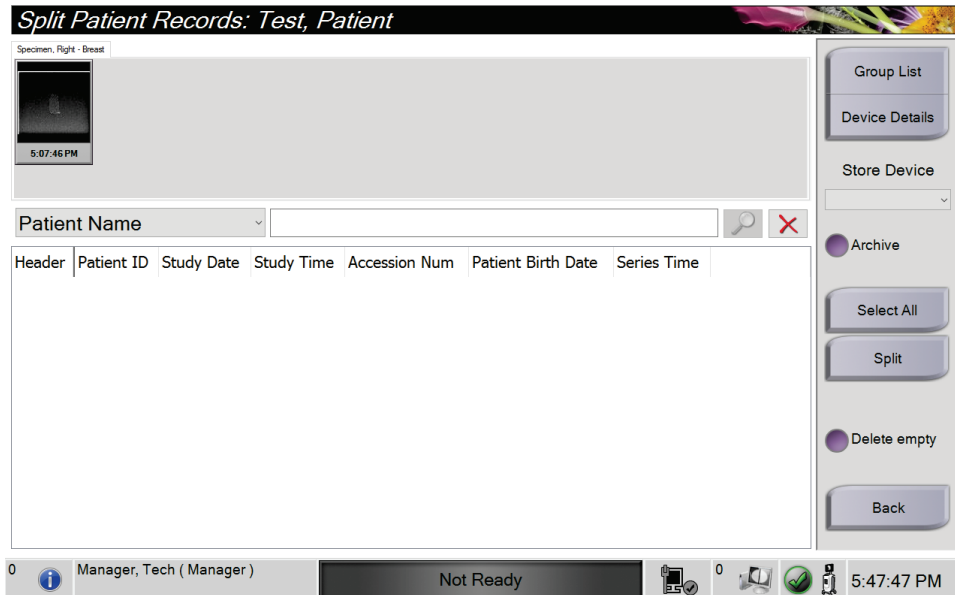 Split Patient Records: Test, Patient
Specimen, Right - Breast
5:07:46 PM
Group List
Device Details
Store Device
Patient Name
Archive
Header Patient ID Study Date Study Time Accession Num Patient Birth Date Series Time
Select All
Split
Delete empty
Back
0 Manager, Tech ( Manager ) Not Ready 0 5:47:47 PM